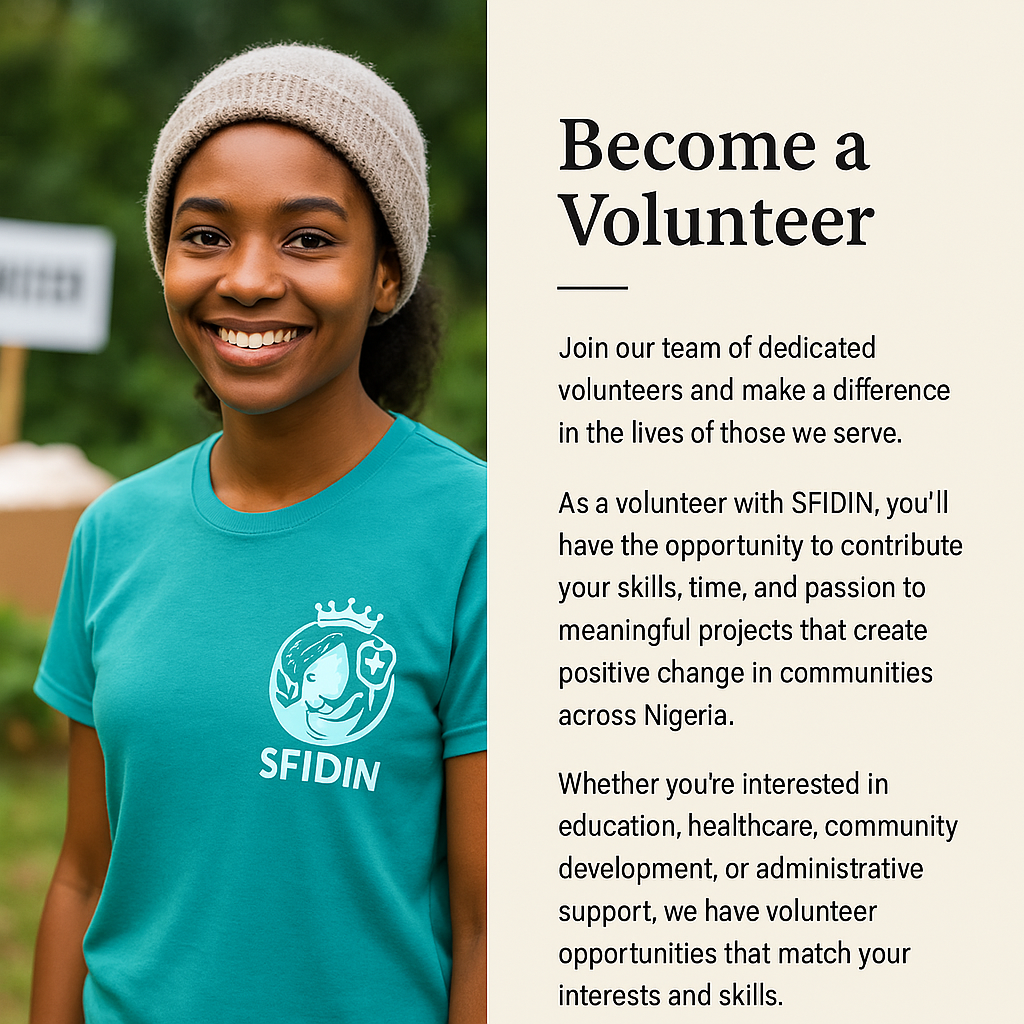 Become a
Volunteer
Join our team of dedicated
volunteers and make a difference
in the lives of those we serve.
As a volunteer with SFIDIN, you'll
have the opportunity to contribute
your skills, time, and passion to
meaningful projects that create
positive change in communities
across Nigeria.
Whether you're interested in
education, healthcare, community
development, or administrative
support, we have volunteer
opportunities that match your
interests and skills.
SFIDIN